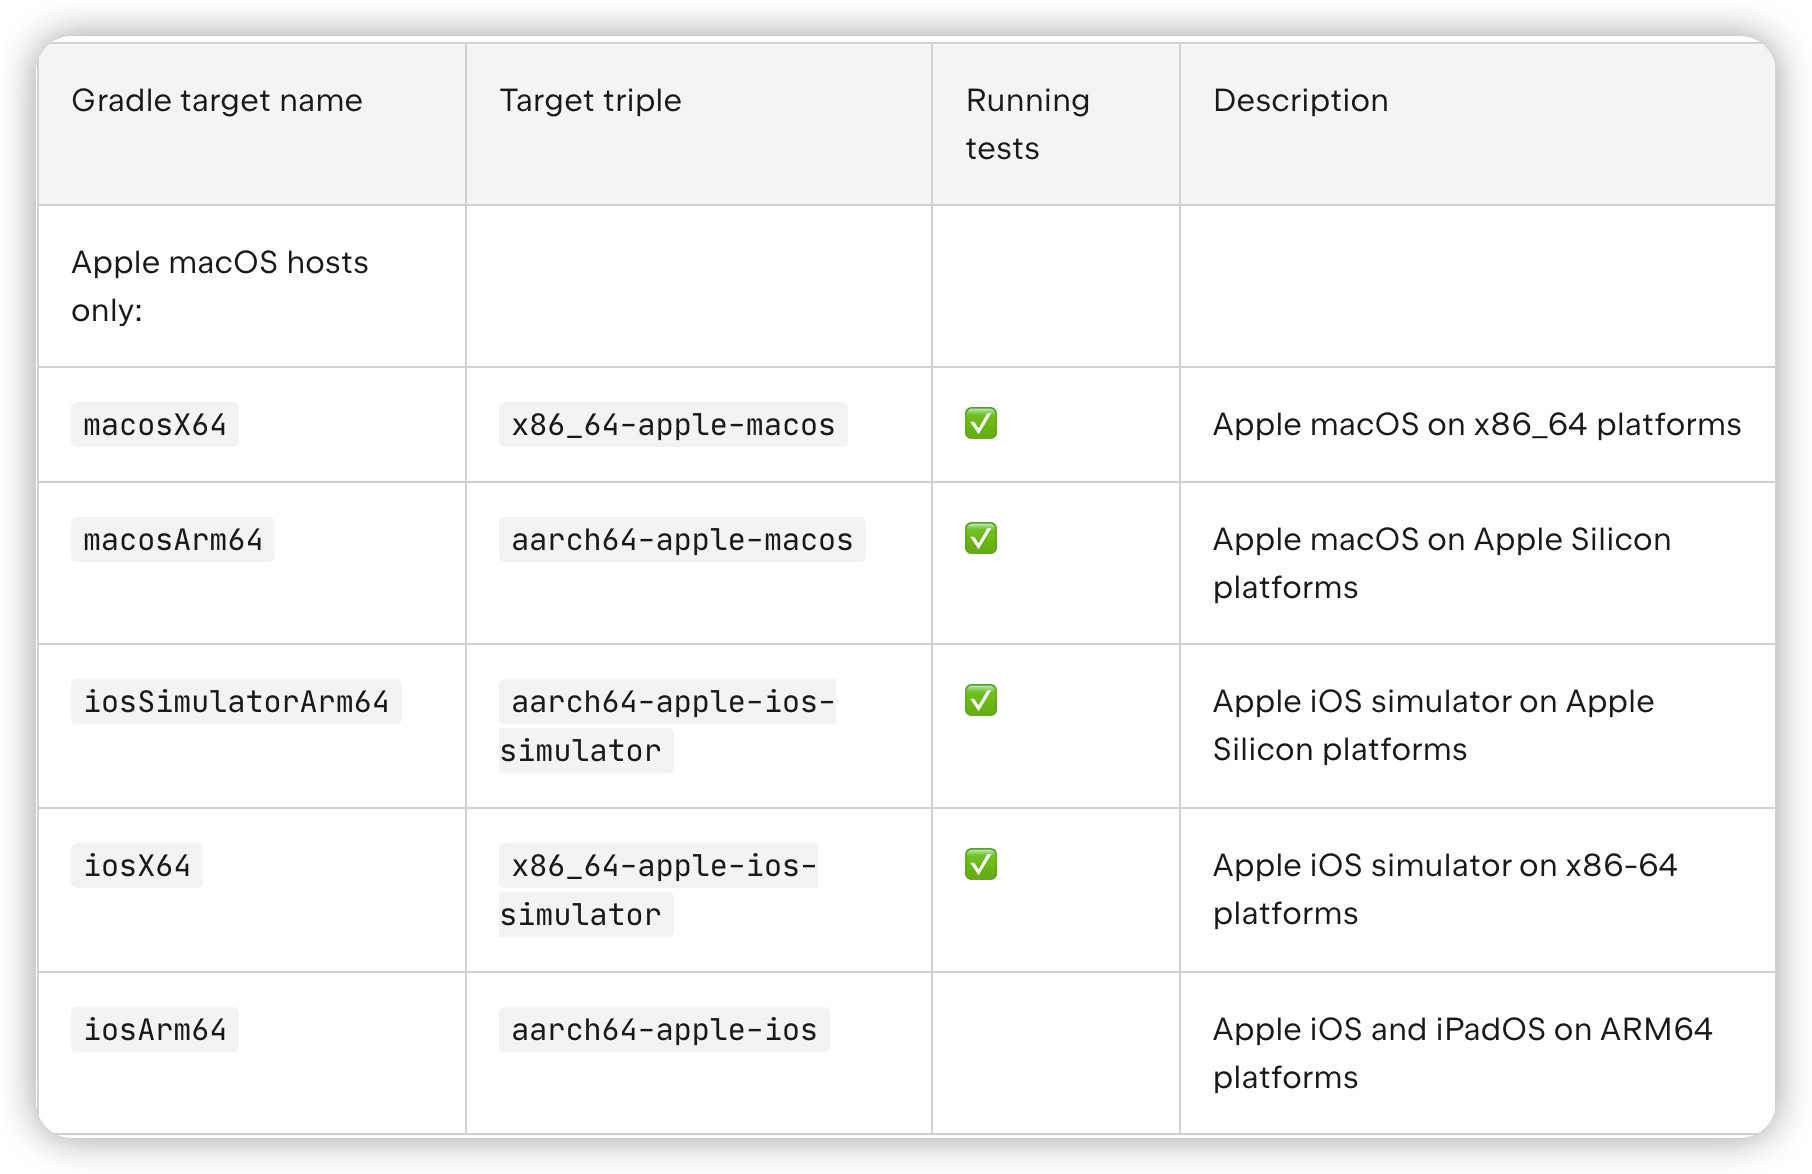 Gradle target name
Target triple
Running
tests
Description
Apple macOS hosts
only:
macosX64
x86_64-apple-macos
✅
Apple macOS on x86_64 platforms
macosArm64
aarch64-apple-macos
✅
Apple macOS on Apple Silicon
platforms
iosSimulatorArm64
aarch64-apple-ios-
simulator
✅
Apple iOS simulator on Apple
Silicon platforms
iosX64
x86_64-apple-ios-
simulator
✅
Apple iOS simulator on x86-64
platforms
iosArm64
aarch64-apple-ios
Apple iOS and iPadOS on ARM64
platforms